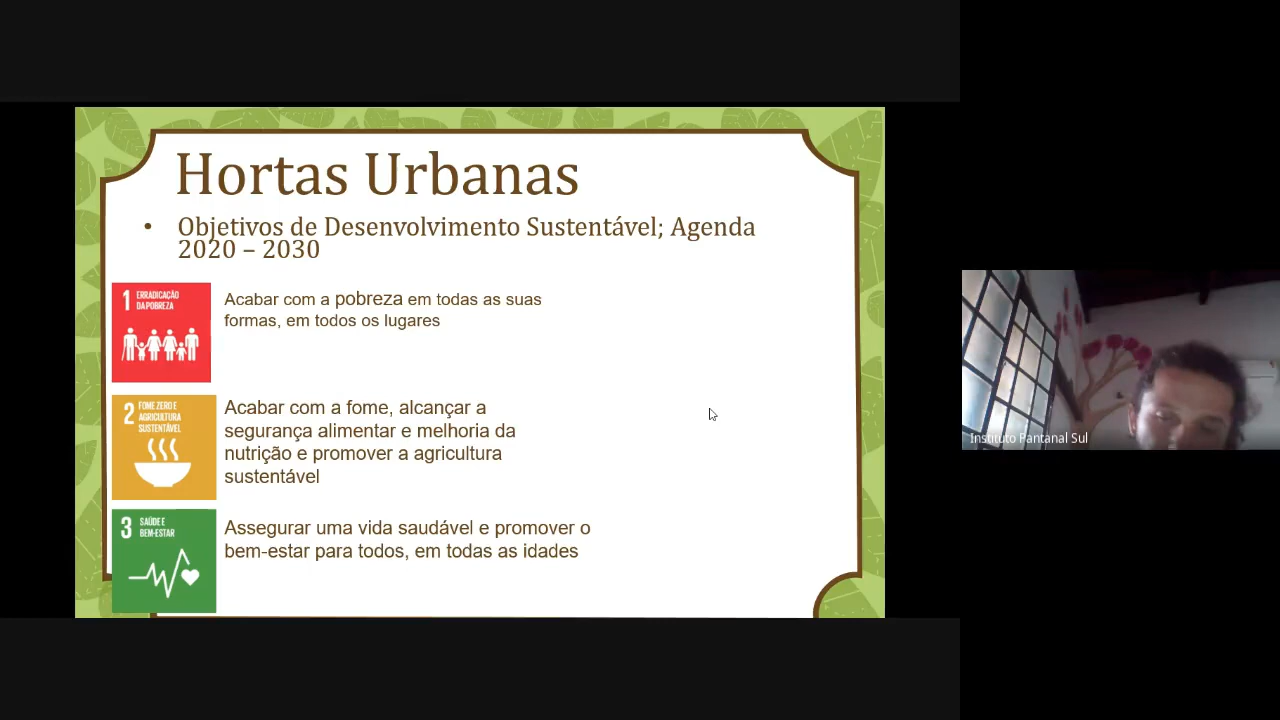 Hortas Urbanas
• Objetivos de Desenvolvimento Sustentável; Agenda
2020 – 2030
1 ERRADICAÇÃO
DA POBREZA
Acabar com a pobreza em todas as suas
formas, em todos os lugares
2 FOME ZERO E
AGRICULTURA
SUSTENTÁVEL
Acabar com a fome, alcançar a
segurança alimentar e melhoria da
nutrição e promover a agricultura
sustentável
3 SAÚDE E
BEM-ESTAR
Assegurar uma vida saudável e promover o
bem-estar para todos, em todas as idades
Instituto Pantanal Sul